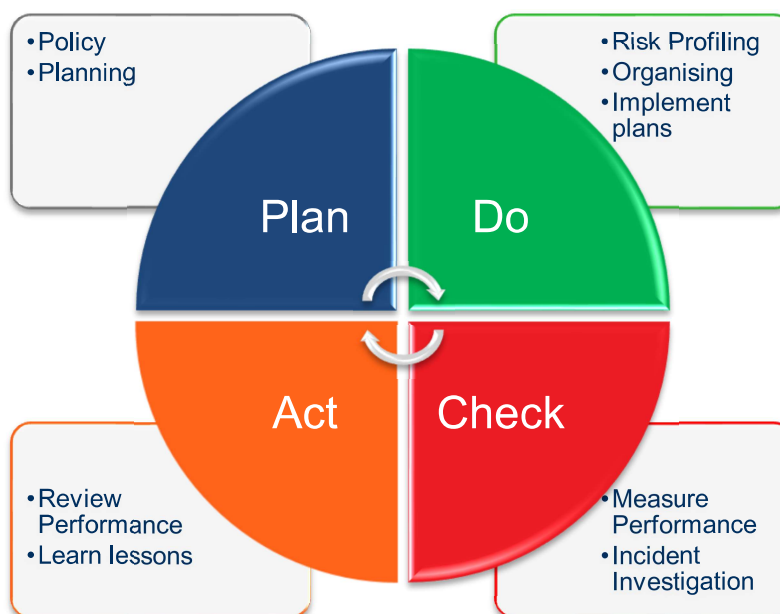 •Policy
•Planning
•Risk Profiling
•Organising
•Implement
plans
Plan
Do
Act
Check
•Review
Performance
•Learn lessons
•Measure
Performance
•Incident
Investigation